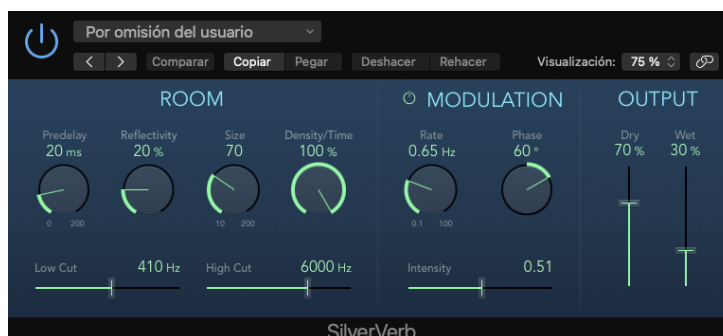 Por omisión del usuario
Comparar Copiar Pegar Deshacer Rehacer Visualización: 75 %
ROOM MODULATION OUTPUT
Predelay Reflectivity Size Density/Time Rate Phase Dry Wet
20 ms 20 % 70 100 % 0.65 Hz 60 ° 70 % 30 %
0 200 10 200 0.1 100
Low Cut 410 Hz High Cut 6000 Hz Intensity 0.51
SilverVerb